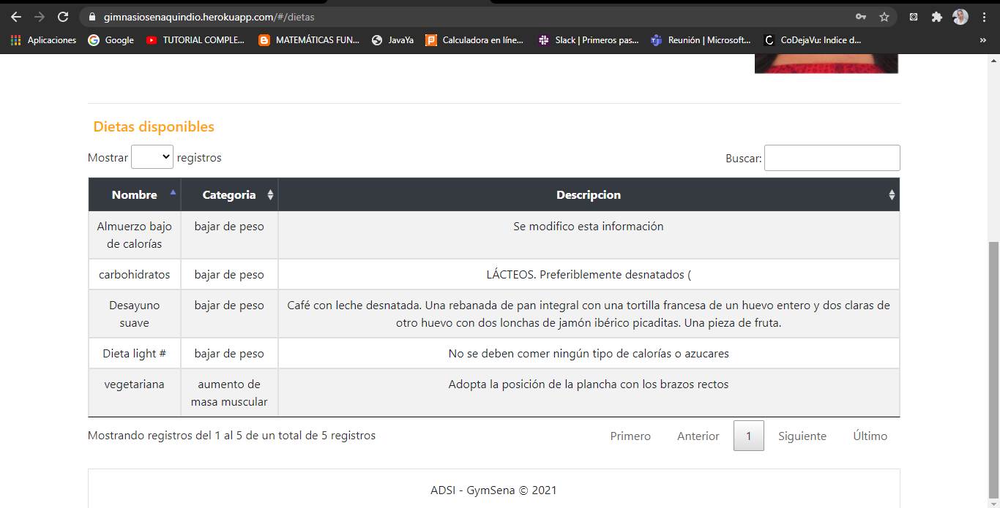 gimnasiosenaquindio.herokuapp.com/#/dietas
Aplicaciones Google TUTORIAL COMPLE... MATEMÁTICAS FUN... JavaYa Calculadora en líne... Slack | Primeros pas... Reunión | Microsoft... CoDejaVu: Indice d... »
Dietas disponibles
Mostrar registros Buscar:
Nombre Categoria Descripcion
Almuerzo bajo de calorías bajar de peso Se modifico esta información
carbohidratos bajar de peso LÁCTEOS. Preferiblemente desnatados (
Desayuno suave bajar de peso Café con leche desnatada. Una rebanada de pan integral con una tortilla francesa de un huevo entero y dos claras de
otro huevo con dos lonchas de jamón ibérico picaditas. Una pieza de fruta.
Dieta light # bajar de peso No se deben comer ningún tipo de calorías o azucares
vegetariana aumento de masa muscular Adopta la posición de la plancha con los brazos rectos
Mostrando registros del 1 al 5 de un total de 5 registros Primero Anterior 1 Siguiente Último
ADSI - GymSena © 2021